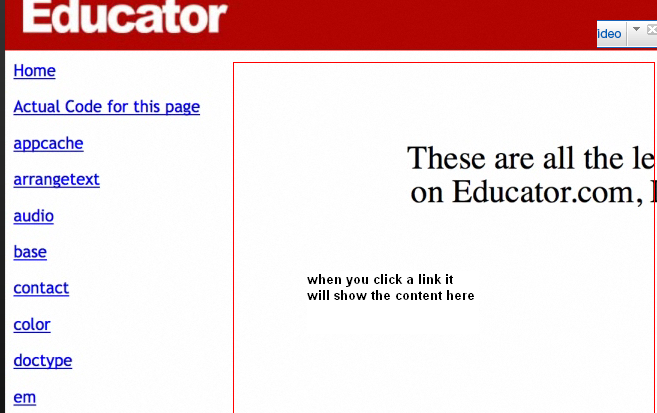 Educator
ideo
Home
Actual Code for this page
appcache
arrangetext
audio
base
contact
color
doctype
em
These are all the le
on Educator.com,
when you click a link it
will show the content here